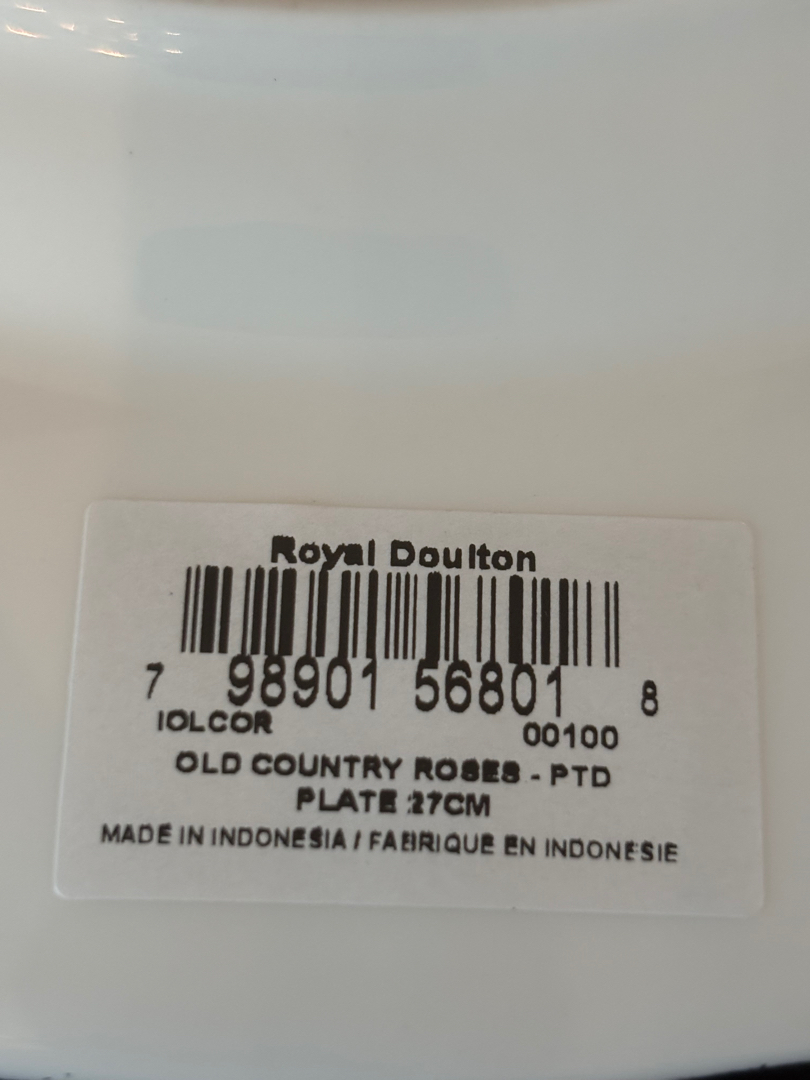 Royal Doulton
7 98901 56801 8
IOLCOR 00100
OLD COUNTRY ROSES - PTD
PLATE 27CM
MADE IN INDONESIA / FABRIQUE EN INDONESIE